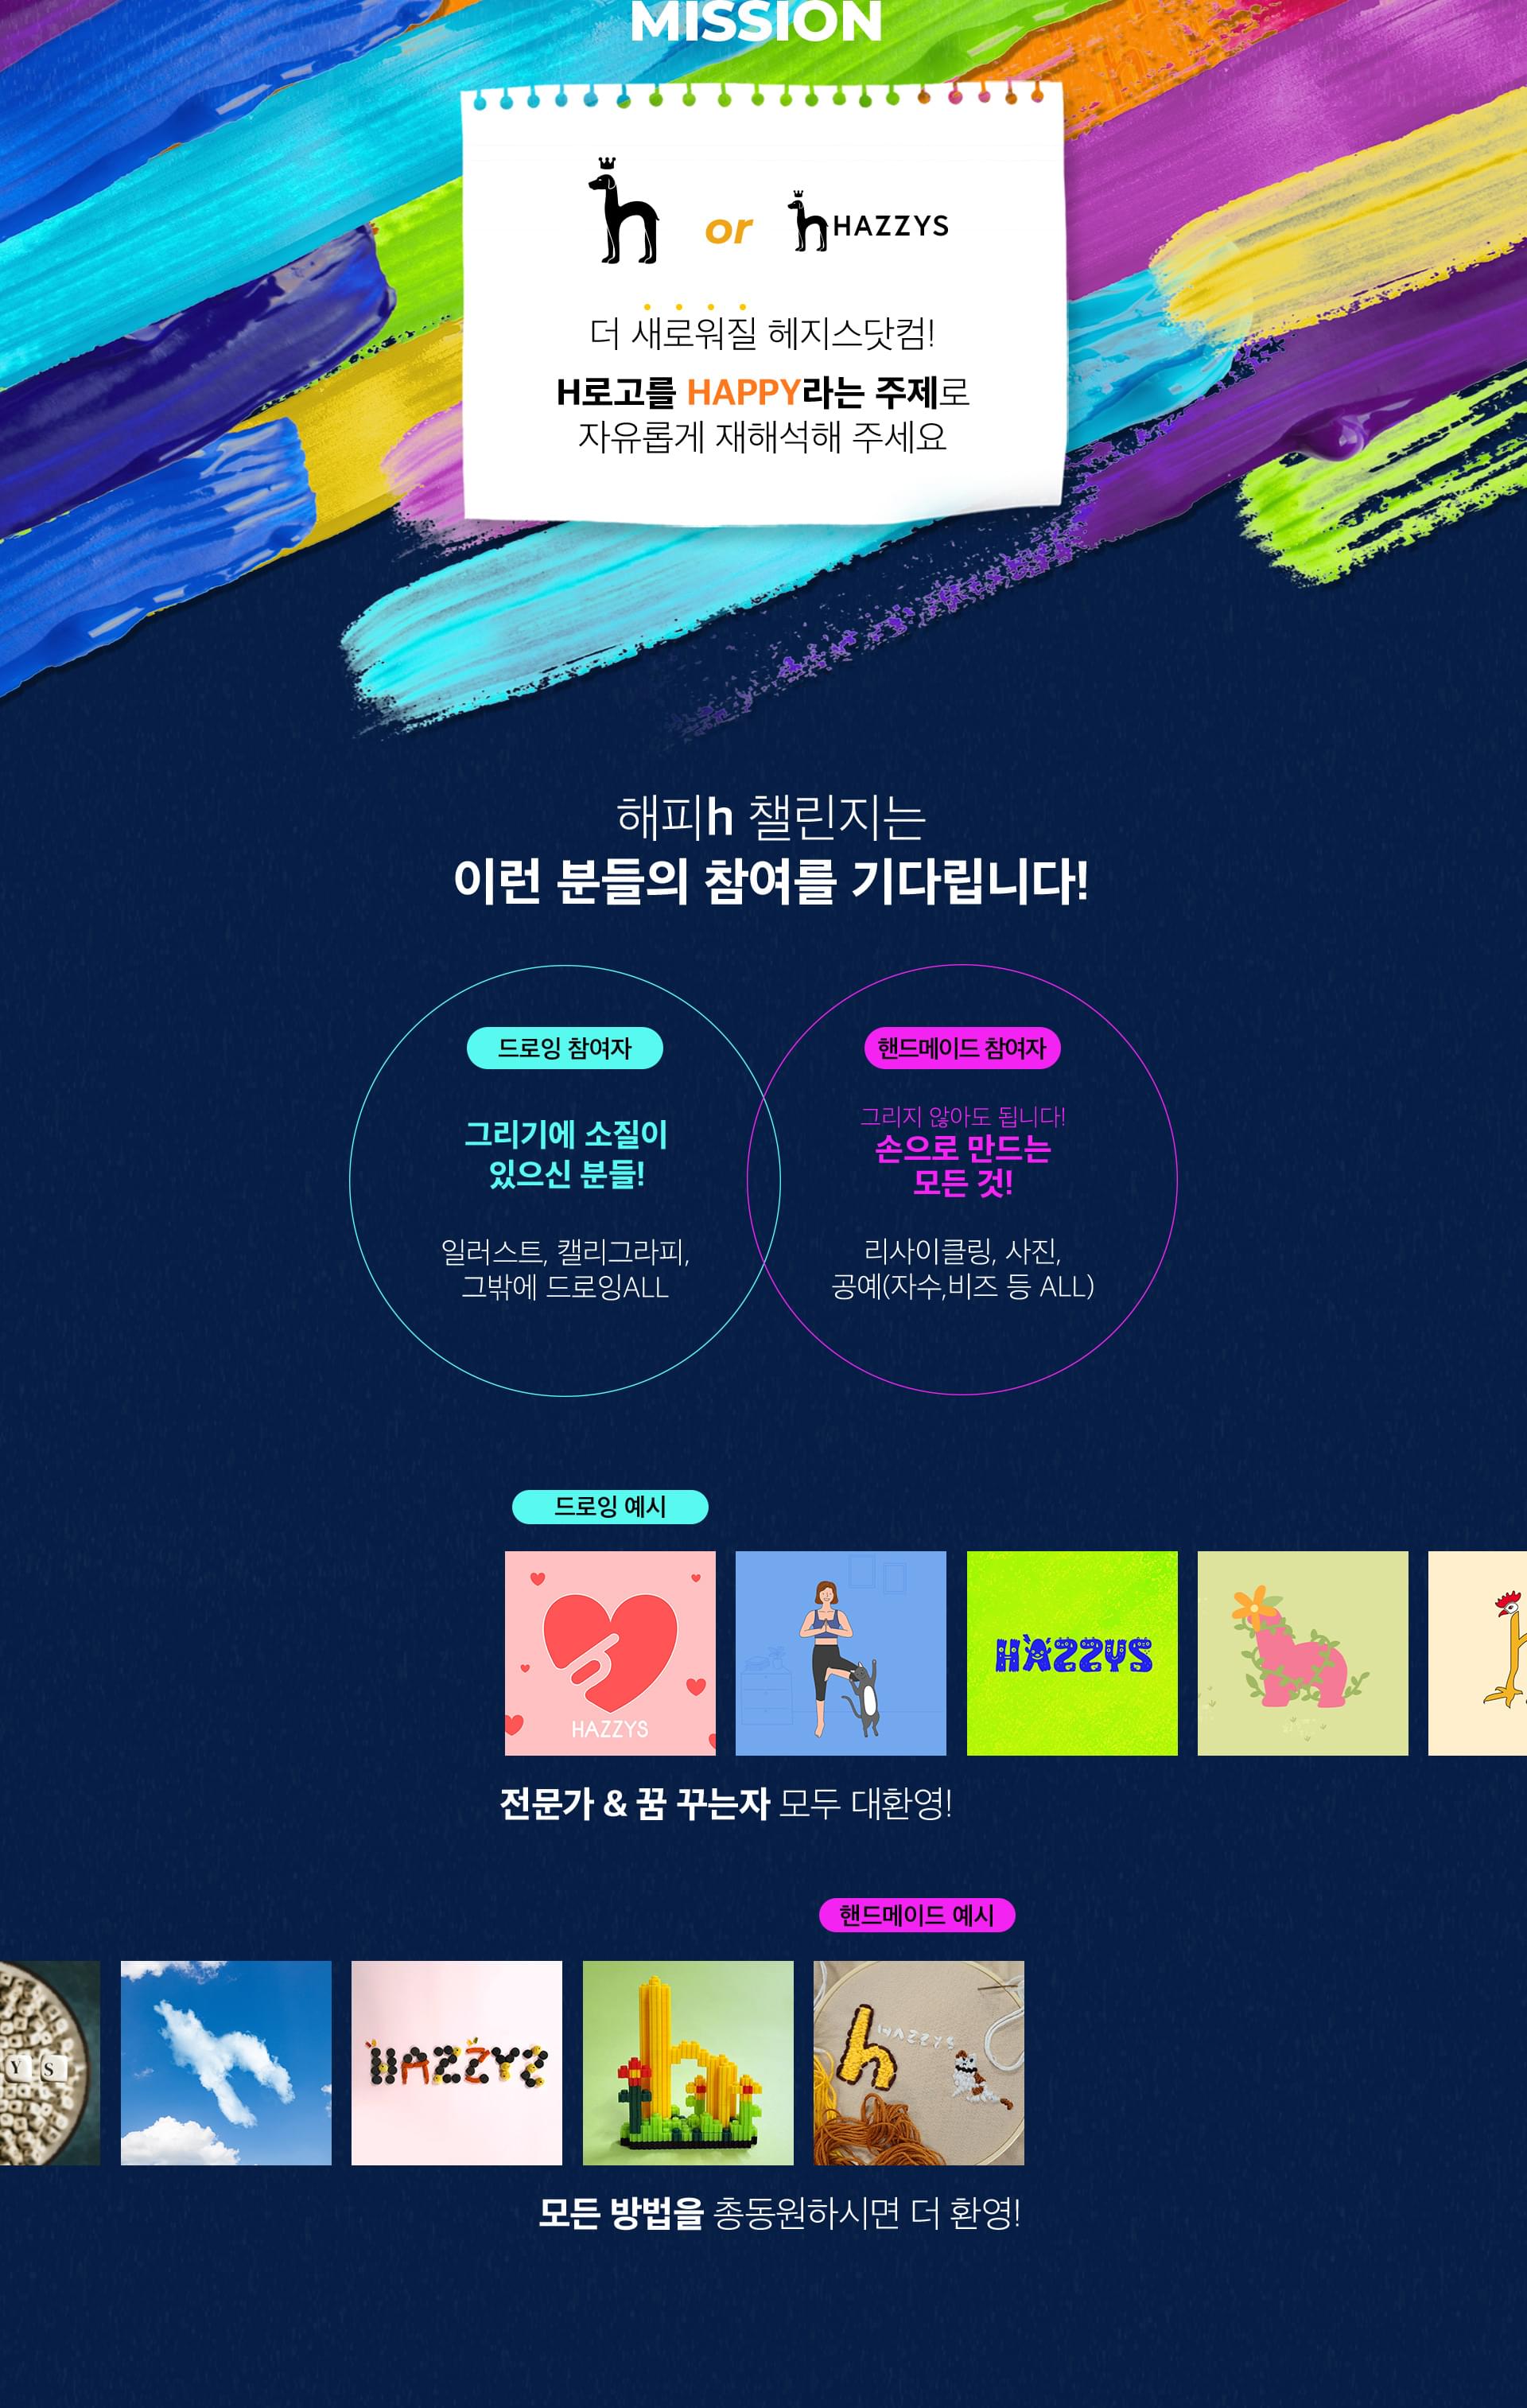 MISSION
or
HAZZYS
더 새로워질 헤지스닷컴!
H로고를 HAPPY라는 주제로
자유롭게 재해석해 주세요
해피h 챌린지는
이런 분들의 참여를 기다립니다!
드로잉 참여자
그리기에 소질이
있으신 분들!
일러스트, 캘리그라피,
그밖에 드로잉ALL
핸드메이드 참여자
그리지 않아도 됩니다!
손으로 만드는
모든 것!
리사이클링, 사진,
공예(자수,비즈 등 ALL)
드로잉 예시
HAZZYS
HAZZYS
전문가 & 꿈 꾸는자 모두 대환영!
핸드메이드 예시
Y S
HAZZYS
h HAZZYS
모든 방법을 총동원하시면 더 환영!